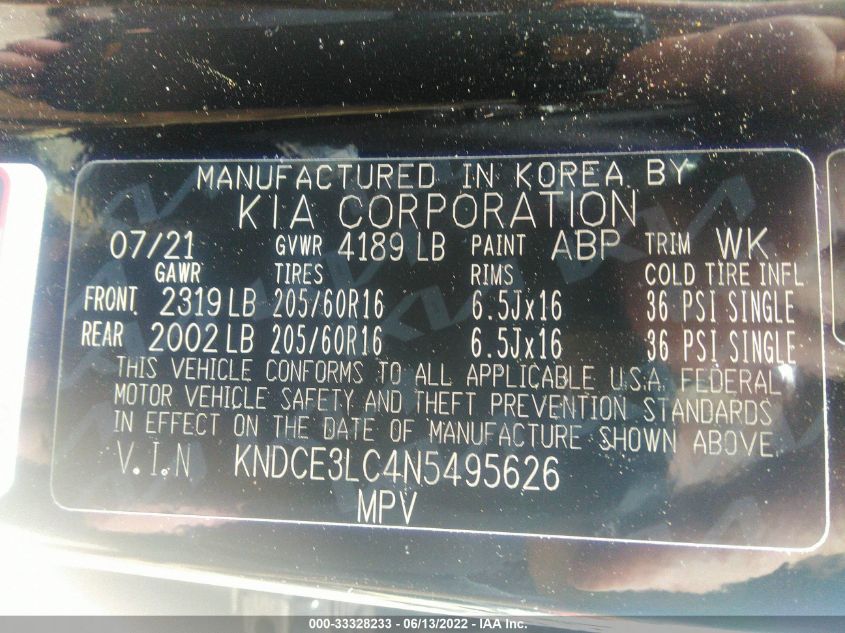 MANUFACTURED IN KOREA BY
KIA CORPORATION
07/21 GVWR 4189 LB PAINT ABP TRIM WK
GAWR TIRES RIMS COLD TIRE INFL
FRONT 2319 LB 205/60R16 6.5Jx16 36 PSI SINGLE
REAR 2002 LB 205/60R16 6.5Jx16 36 PSI SINGLE
THIS VEHICLE CONFORMS TO ALL APPLICABLE U.S.A. FEDERAL
MOTOR VEHICLE SAFETY AND THEFT PREVENTION STANDARDS
IN EFFECT ON THE DATE OF MANUFACTURE SHOWN ABOVE.
V.I.N KNDCE3LC4N5495626
MPV
000-33328233 - 06/13/2022 - IAA Inc.